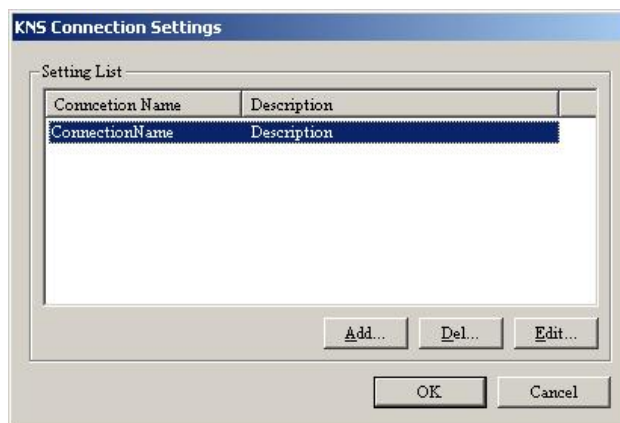 KNS Connection Settings
Setting List
Conncetion Name Description
ConnectionName Description
Add... Del... Edit...
OK Cancel